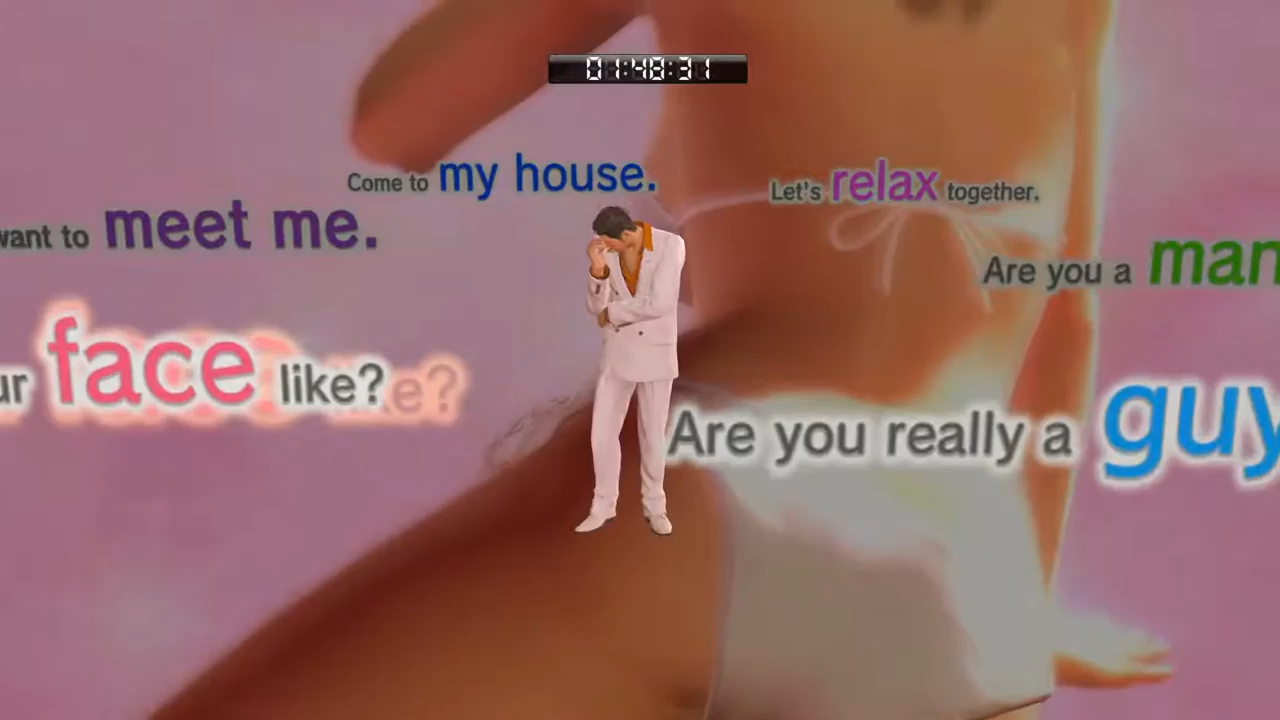 01:48:31
Come to my house.
Let's relax together.
want to meet me.
Are you a man
face like?
e?
Are you really a guy